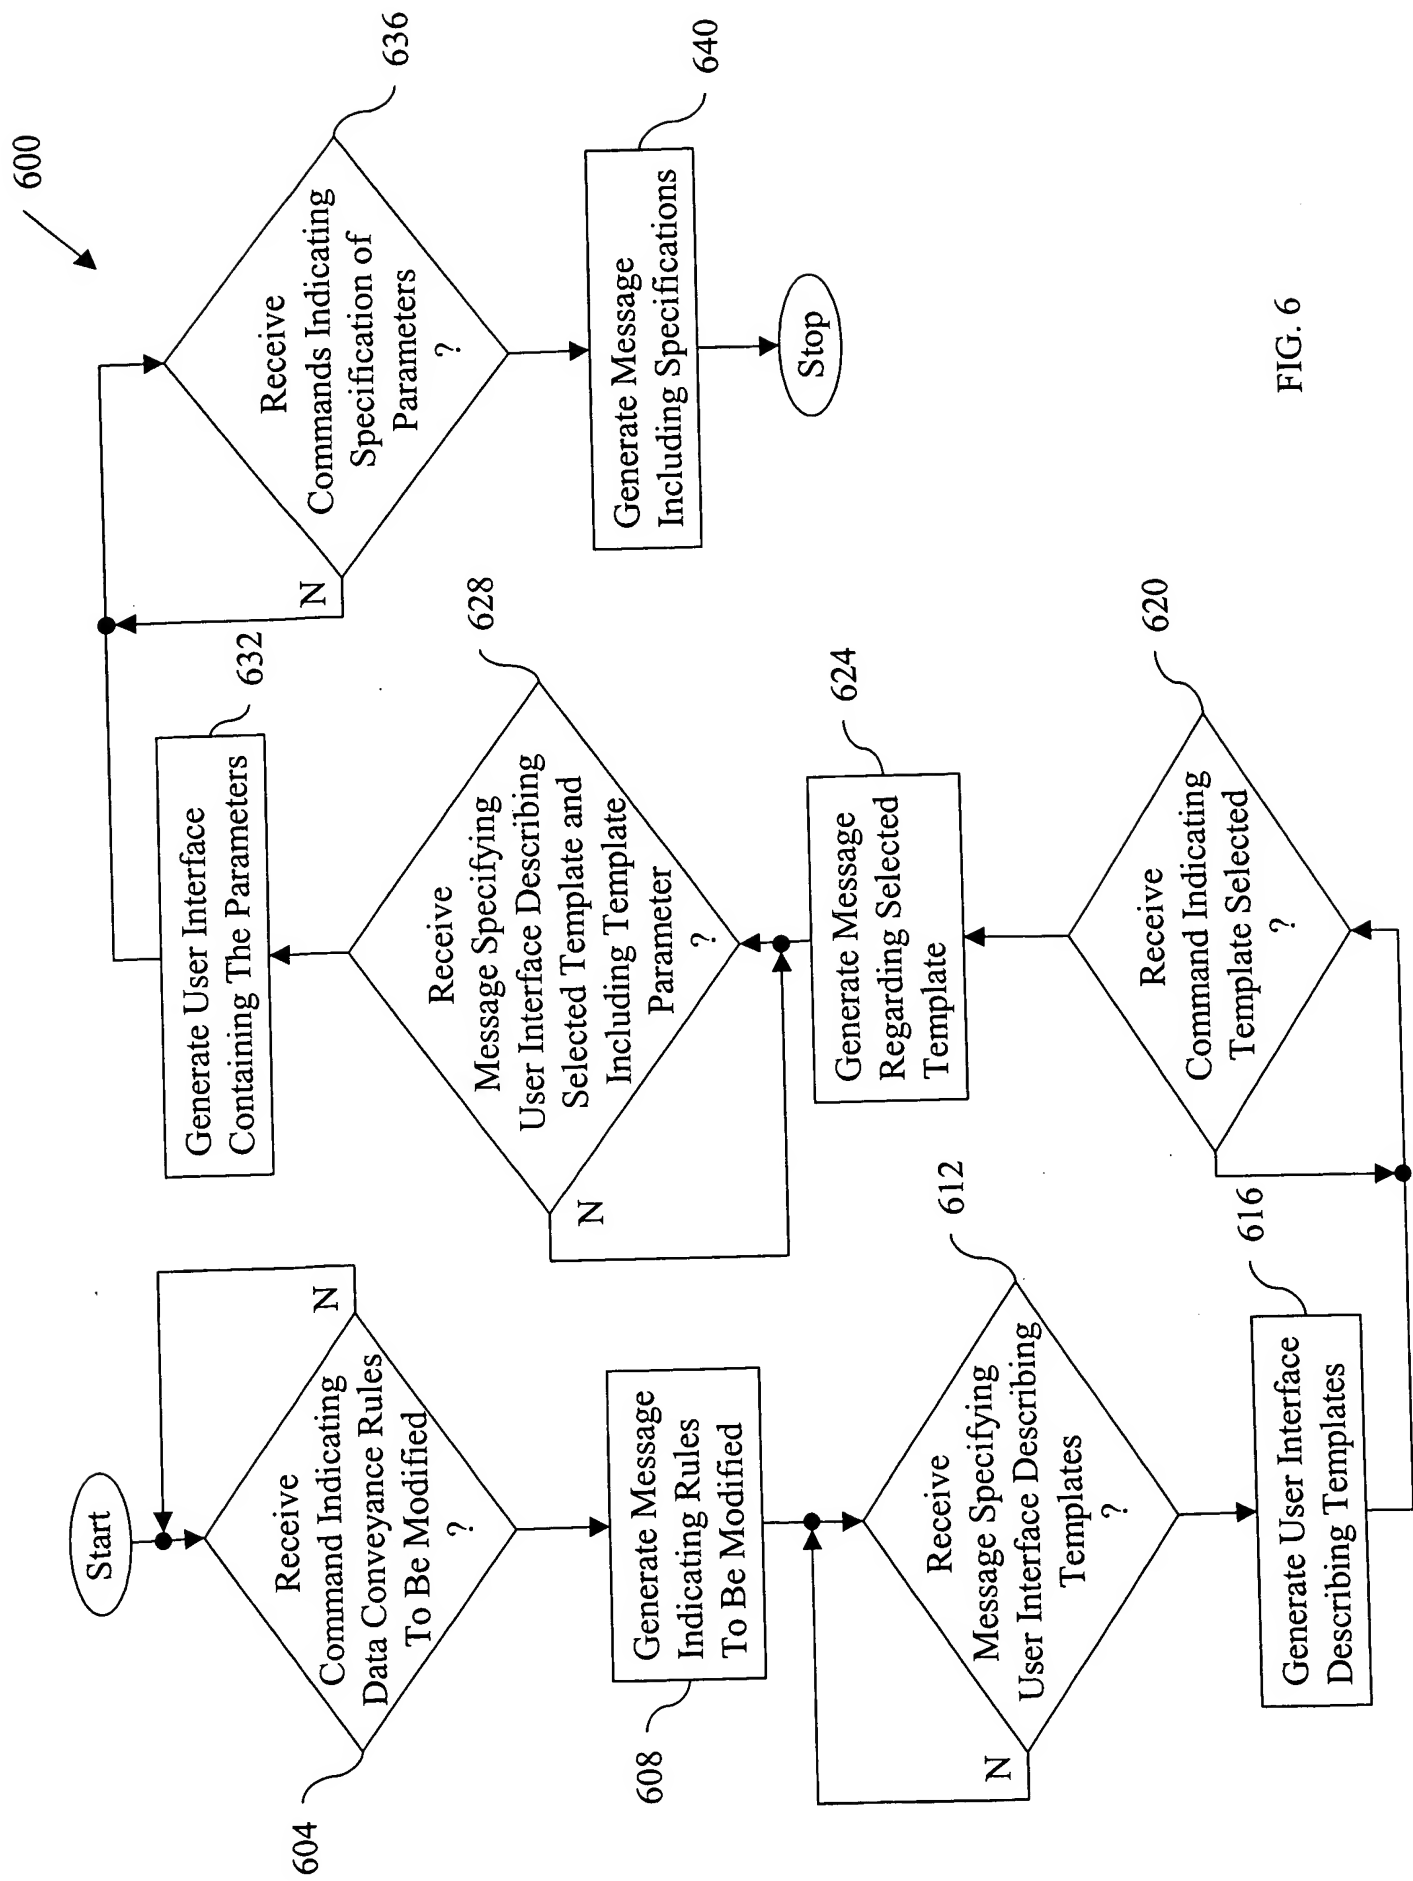 600
Start
Receive
Command Indicating
Data Conveyance Rules
To Be Modified
?
N
604
Generate Message
Indicating Rules
To Be Modified
608
Receive
Message Specifying
User Interface Describing
Templates
?
N
612
Generate User Interface
Describing Templates
616
Receive
Command Indicating
Template Selected
?
620
Generate Message
Regarding Selected
Template
624
Receive
Message Specifying
User Interface Describing
Selected Template and
Including Template
Parameter
?
N
628
Generate User Interface
Containing The Parameters
632
Receive
Commands Indicating
Specification of
Parameters
?
N
636
Generate Message
Including Specifications
640
Stop
FIG. 6